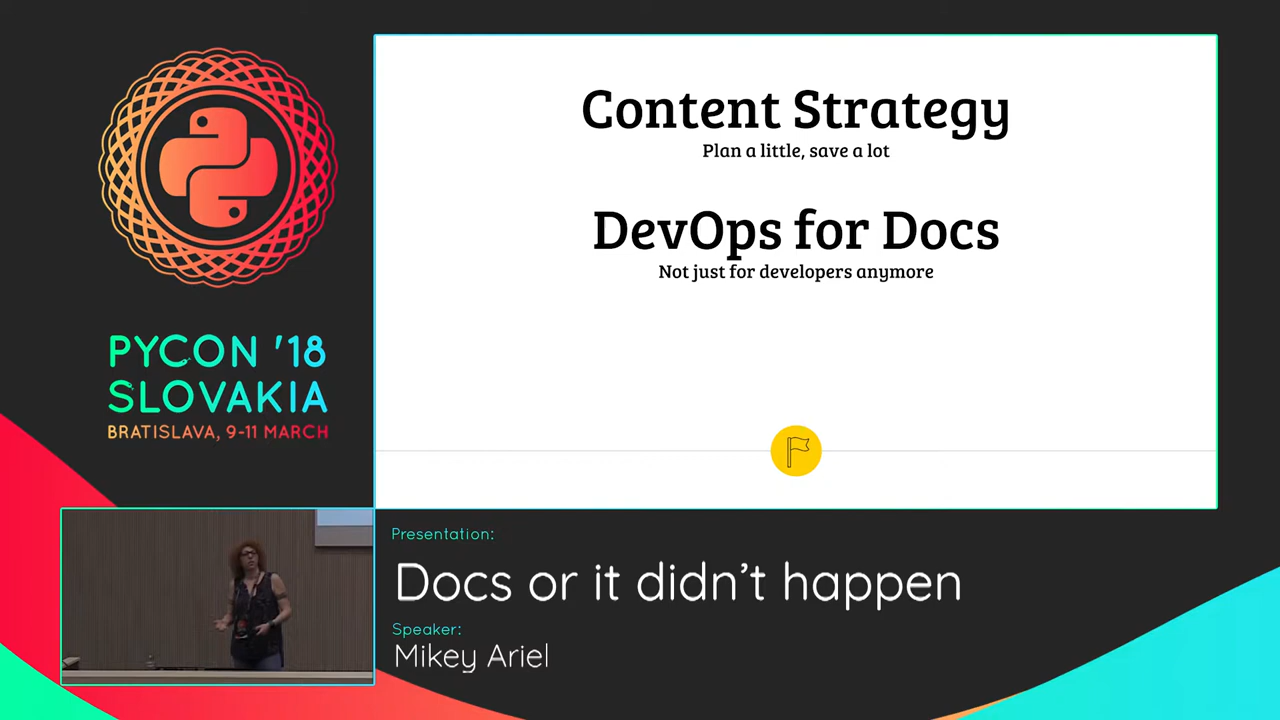 PYCON '18
SLOVAKIA
BRATISLAVA, 9-11 MARCH
Content Strategy
Plan a little, save a lot
DevOps for Docs
Not just for developers anymore
Presentation:
Docs or it didn’t happen
Speaker:
Mikey Ariel